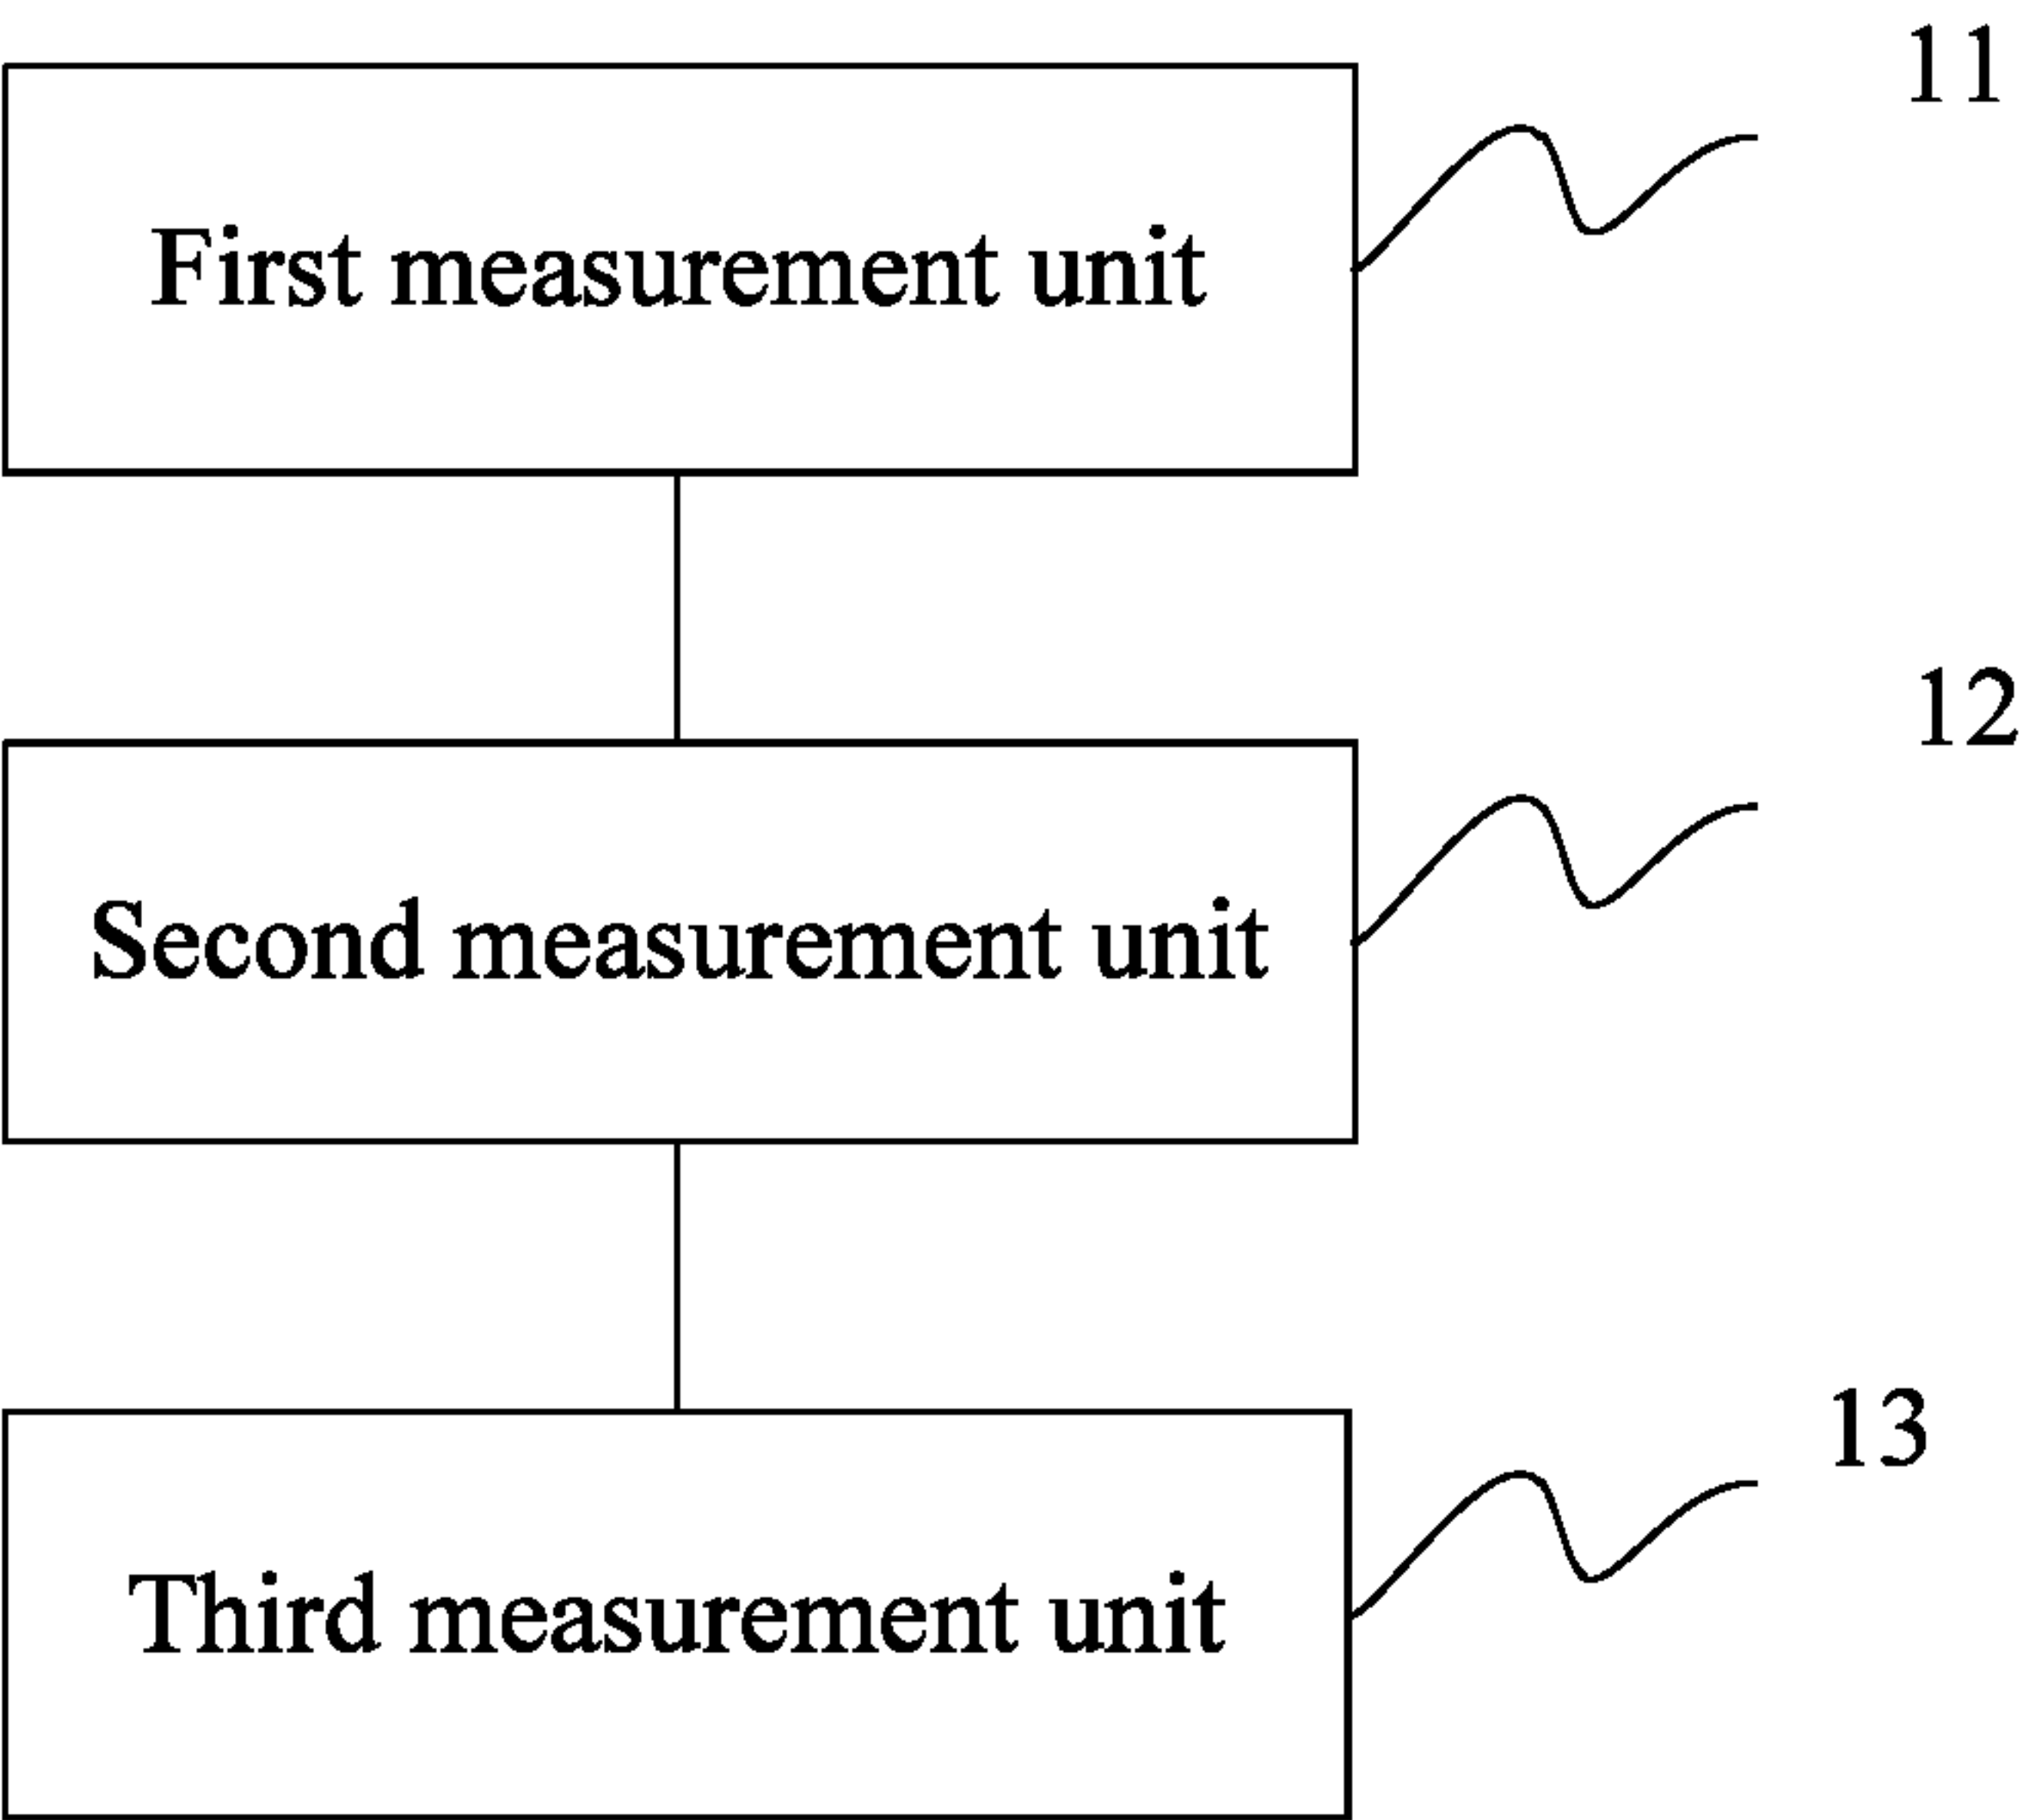 11
First measurement unit
12
Second measurement unit
13
Third measurement unit